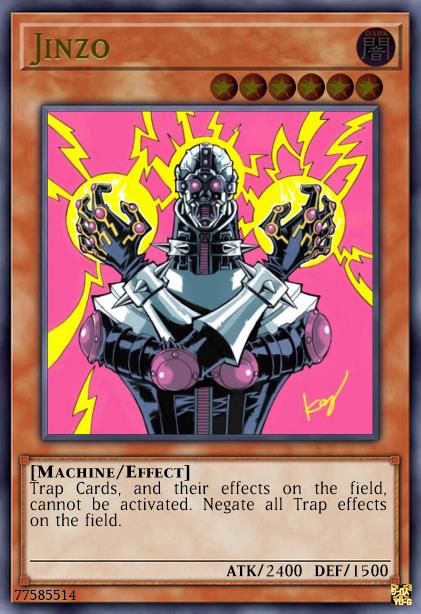 JINZO
DARK
闇
Kaz
[MACHINE/EFFECT]
Trap Cards, and their effects on the field,
cannot be activated. Negate all Trap effects
on the field.
ATK/2400 DEF/1500
77585514